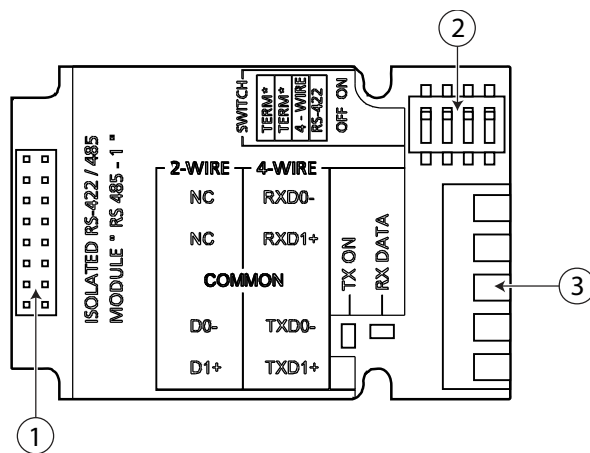 2
SWITCH
TERM*
TERM*
4 - WIRE
RS-422
OFF ON
ISOLATED RS-422 / 485
MODULE " RS 485 - 1 "
2-WIRE 4-WIRE
NC RXD0-
NC RXD1+
COMMON
D0- TXD0-
D1+ TXD1+
TX ON
RX DATA
3
1